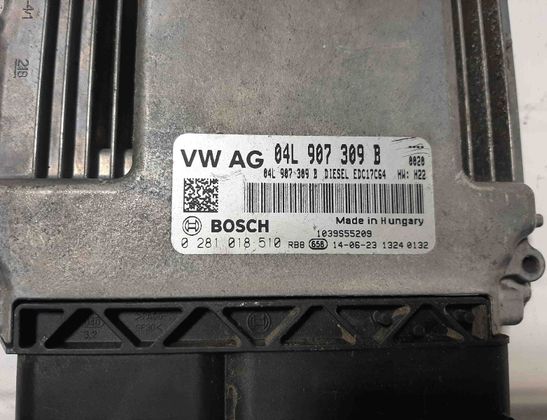 VW AG 04L 907 309 B
04L 907 309 B DIESEL EDC17C64 HW: H22
0020
Made in Hungary
BOSCH 1039S55209
0 281 018 510 RBB 656 14-06-23 1324 0132